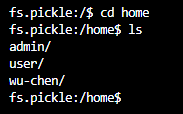 fs.pickle:/$ cd home
fs.pickle:/home$ ls
admin/
user/
wu-chen/
fs.pickle:/home$